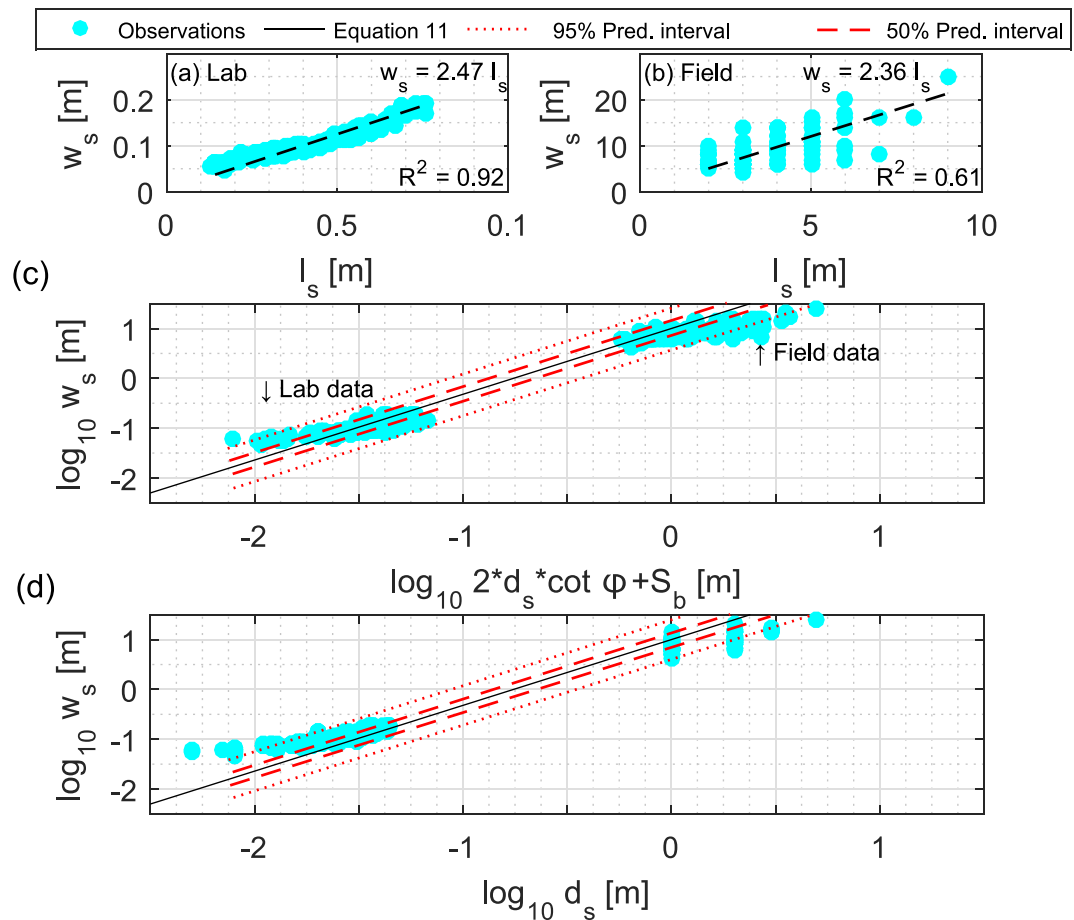 Observations Equation 11 95% Pred. interval 50% Pred. interval
(a) Lab w_s = 2.47 l_s
w_s [m]
0.2
0.1
0
R² = 0.92
0 0.5 0.1
l_s [m]
(b) Field w_s = 2.36 l_s
w_s [m]
20
10
0
R² = 0.61
0 5 10
l_s [m]
(c)
log₁₀ w_s [m]
1
0
-1
-2
↓ Lab data
↑ Field data
-2 -1 0 1
log₁₀ 2*d_s*cot φ+S_b [m]
(d)
log₁₀ w_s [m]
1
0
-1
-2
-2 -1 0 1
log₁₀ d_s [m]